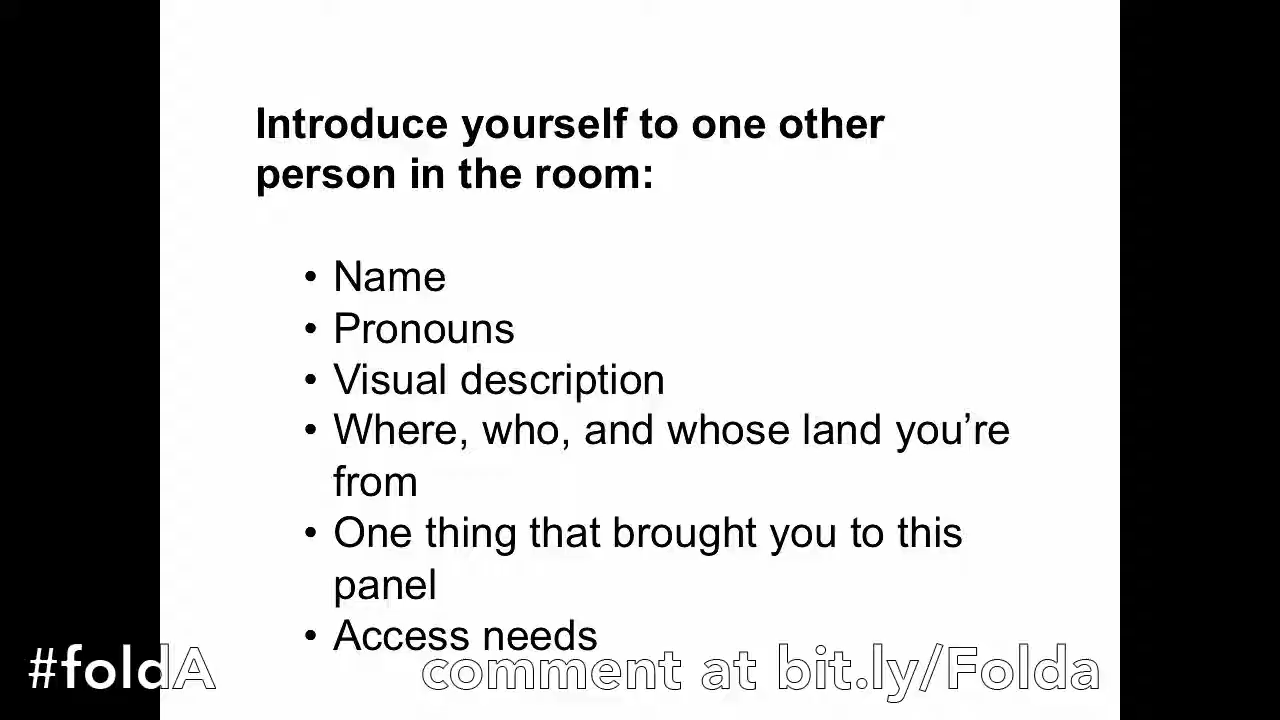 Introduce yourself to one other
person in the room:
• Name
• Pronouns
• Visual description
• Where, who, and whose land you’re
from
• One thing that brought you to this
panel
• Access needs
#foldA
comment at bit.ly/Folda